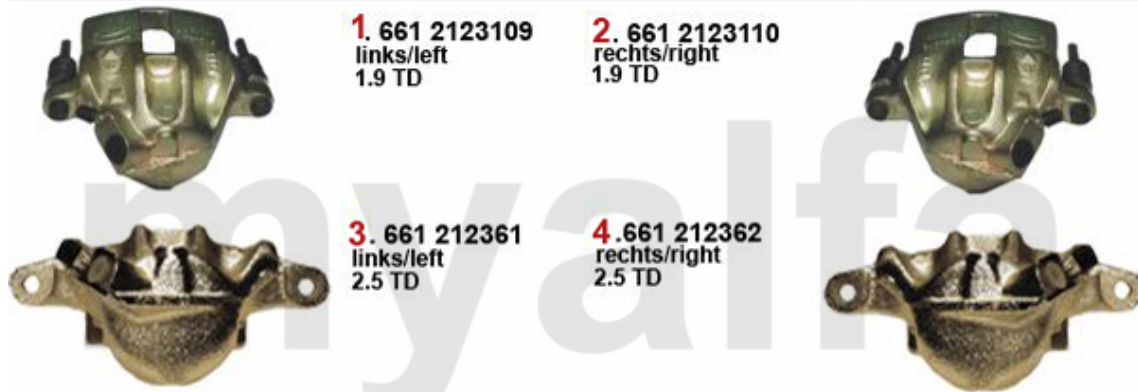 1. 661 2123109
links/left
1.9 TD
2. 661 2123110
rechts/right
1.9 TD
3. 661 212361
links/left
2.5 TD
4.661 212362
rechts/right
2.5 TD
myalfa